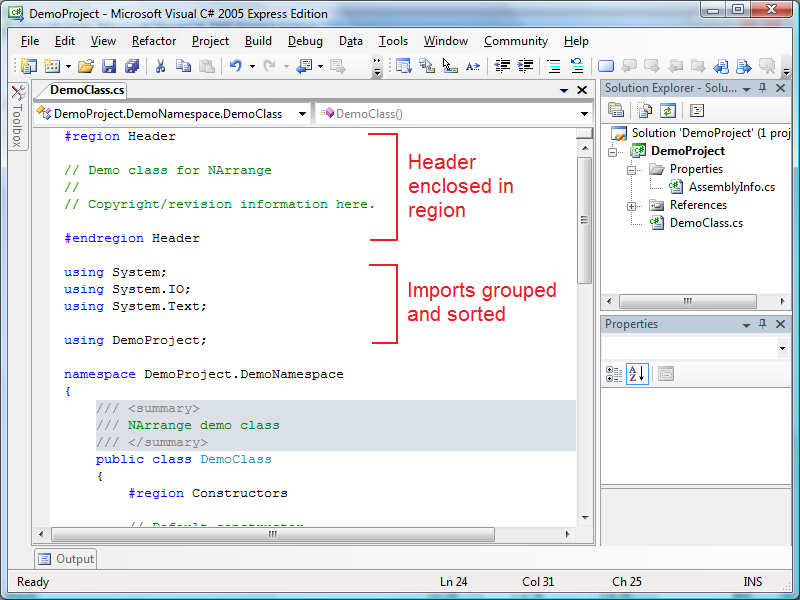 DemoProject - Microsoft Visual C# 2005 Express Edition
File Edit View Refactor Project Build Debug Data Tools Window Community Help
Toolbox
DemoClass.cs
DemoProject.DemoNamespace.DemoClass
DemoClass()
#region Header
// Demo class for NArrange
//
// Copyright/revision information here.
#endregion Header
using System;
using System.IO;
using System.Text;
using DemoProject;
namespace DemoProject.DemoNamespace
{
/// <summary>
/// NArrange demo class
/// </summary>
public class DemoClass
{
#region Constructors
// Default constructor
Header
enclosed in
region
Imports grouped
and sorted
Solution Explorer - Solu...
Solution 'DemoProject' (1 proj
DemoProject
Properties
AssemblyInfo.cs
References
DemoClass.cs
Properties
Output
Ready Ln 24 Col 31 Ch 25 INS